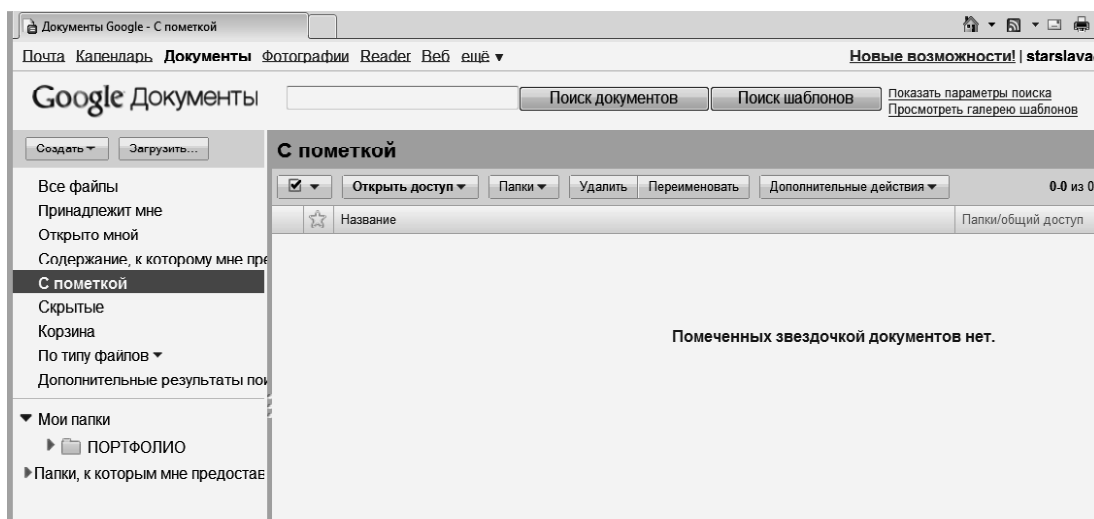 Документы Google - С пометкой
Почта Календарь Документы Фотографии Reader Веб ещё ▼
Новые возможности! | starslava
Google Документы
Поиск документов Поиск шаблонов
Показать параметры поиска
Просмотреть галерею шаблонов
Создать Загрузить...
С пометкой
Все файлы
Принадлежит мне
Открыто мной
Содержание, к которому мне пре
С пометкой
Скрытые
Корзина
По типу файлов
Дополнительные результаты пои
Мои папки
ПОРТФОЛИО
Папки, к которым мне предостав
Открыть доступ Папки Удалить Переименовать Дополнительные действия 0-0 из 0
Название Папки/общий доступ
Помеченных звездочкой документов нет.